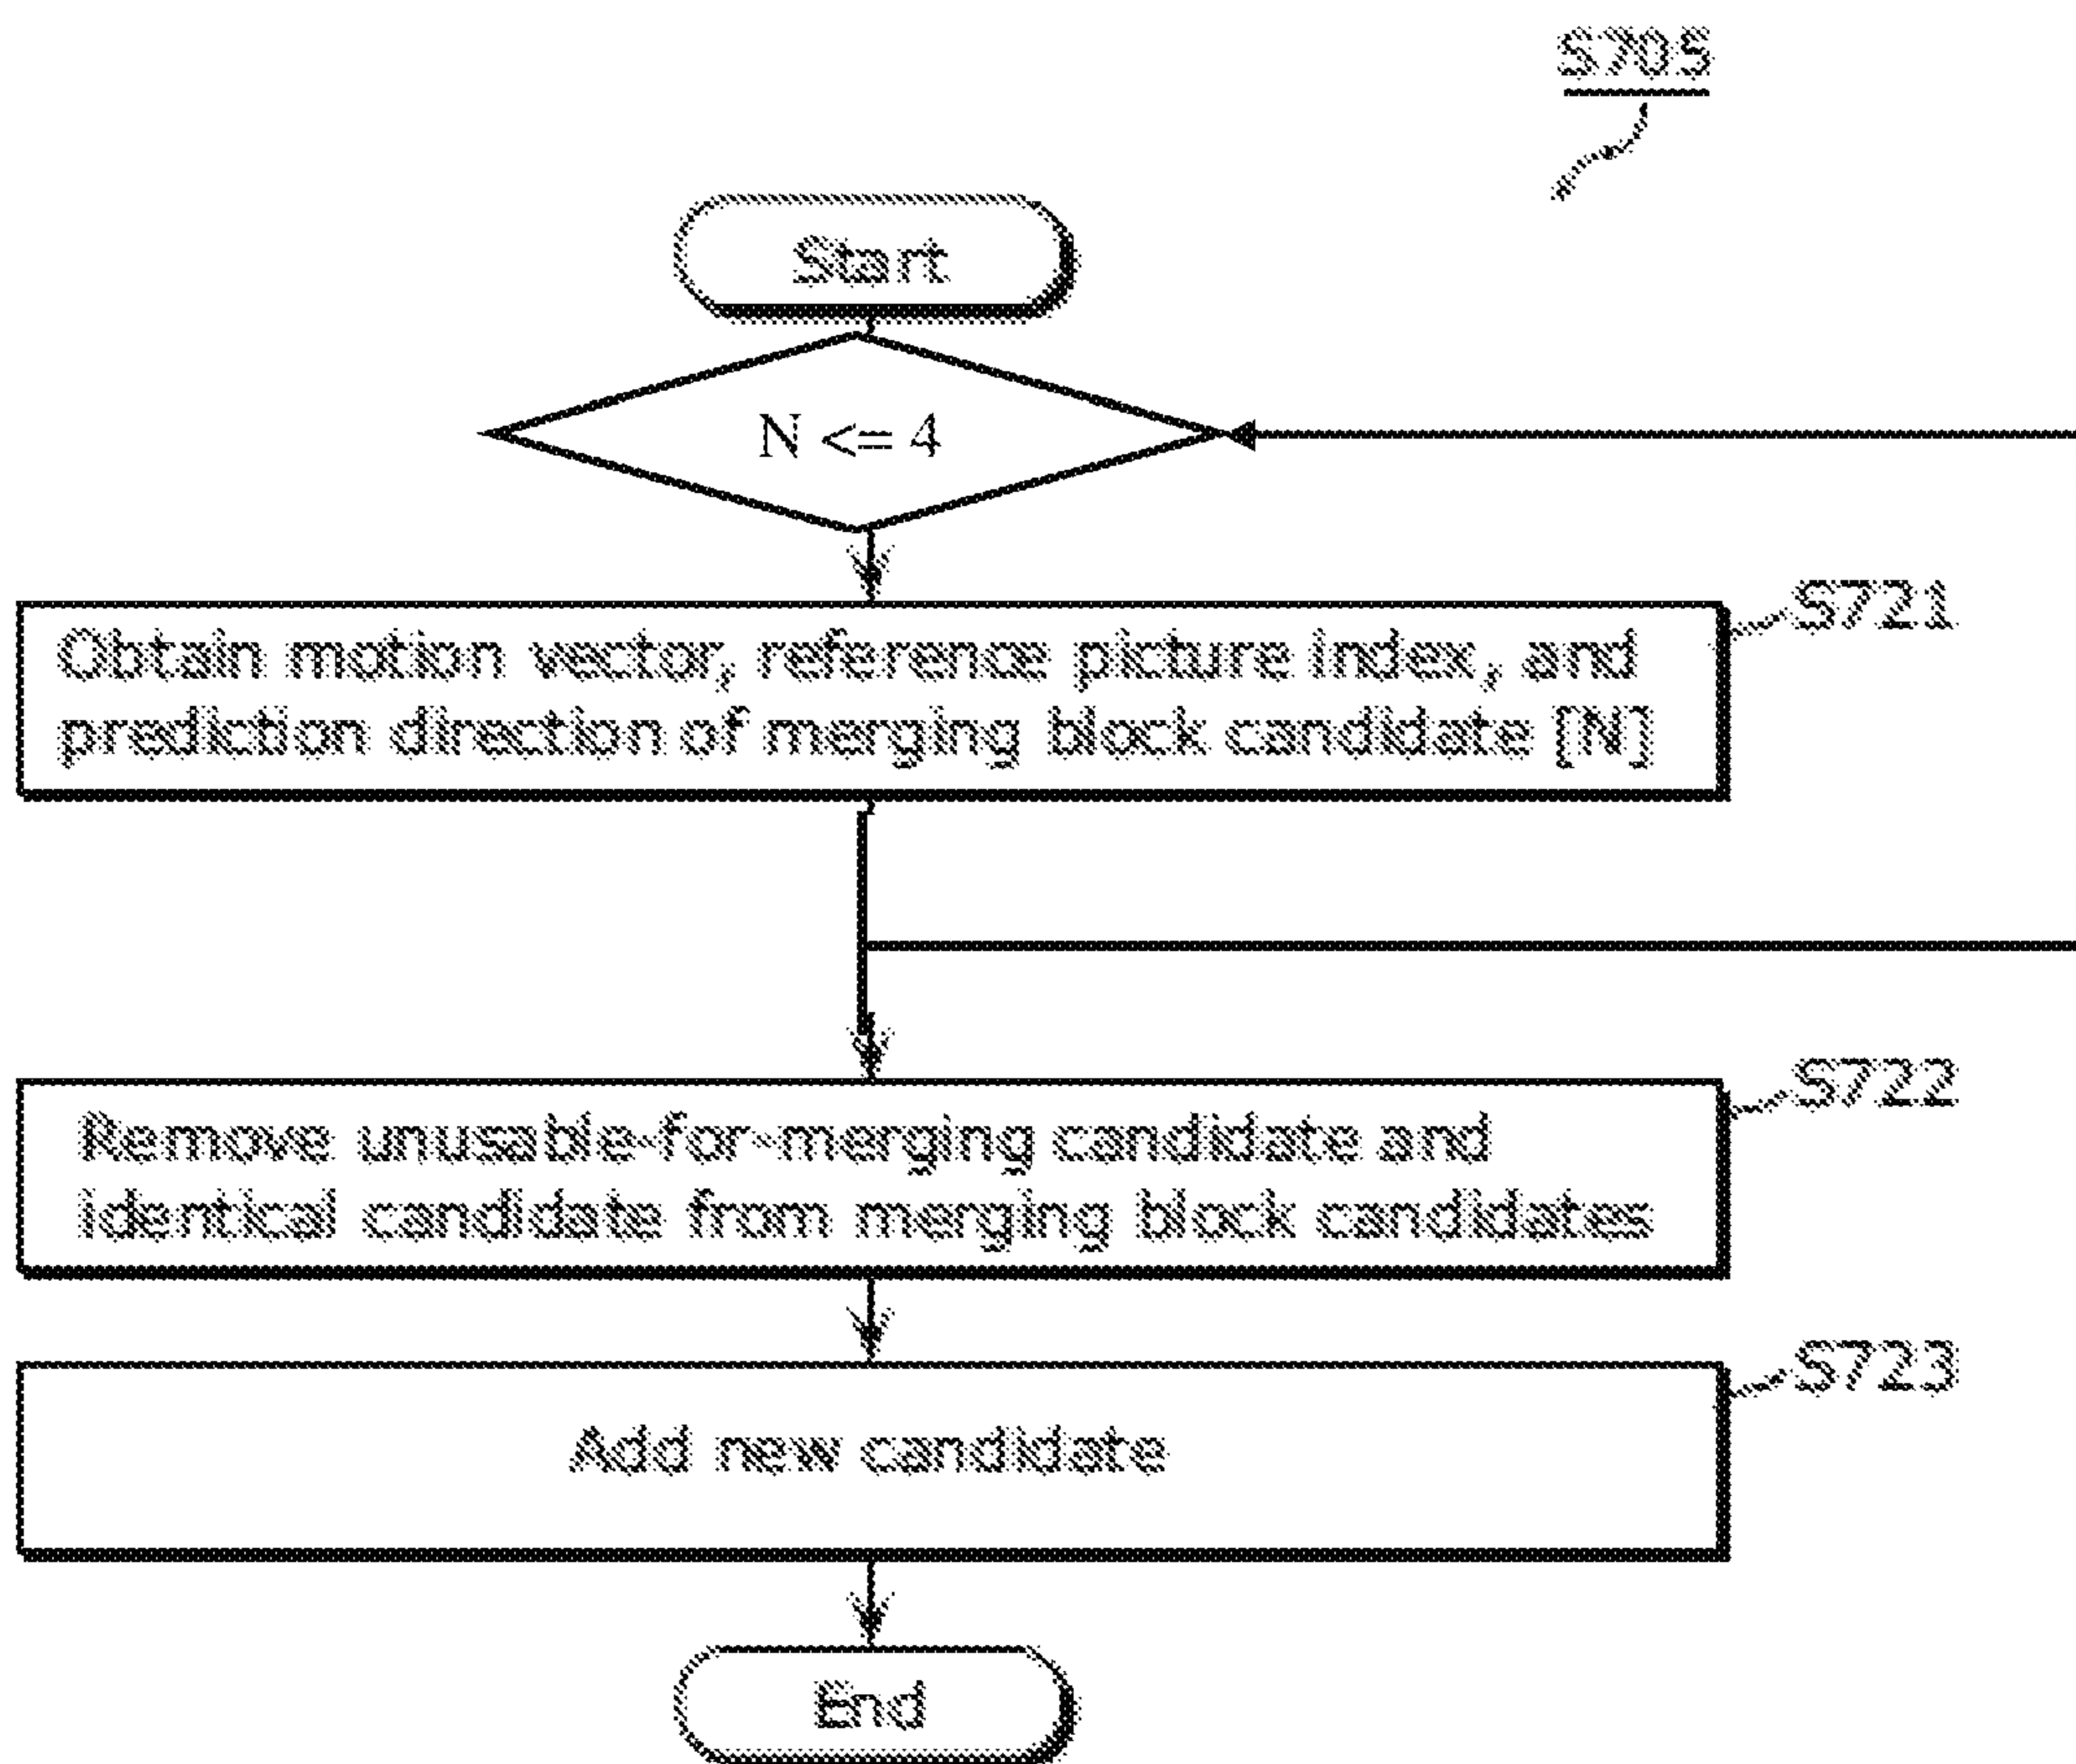 S705
Start
N <= 4
S721
Obtain motion vector, reference picture index, and
prediction direction of merging block candidate [N]
S722
Remove unusable-for-merging candidate and
identical candidate from merging block candidates
S723
Add new candidate
End